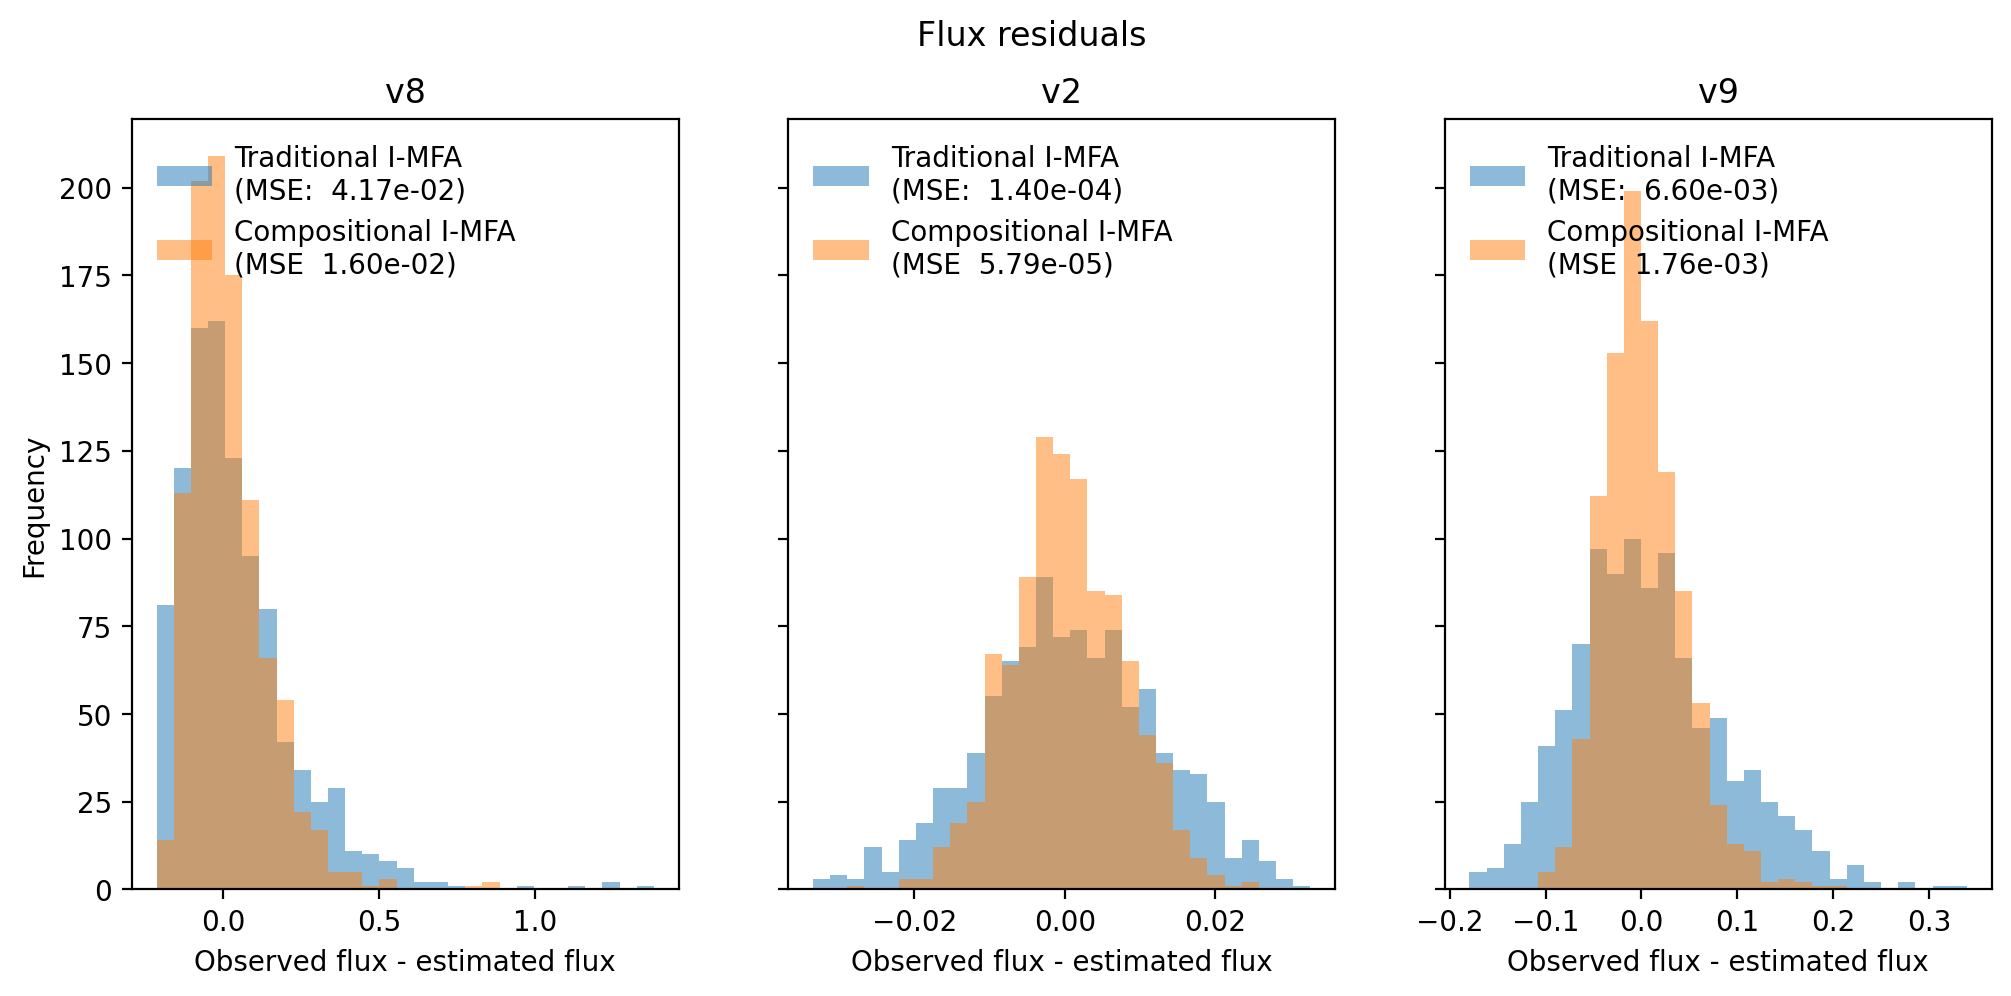 Flux residuals
v8
Traditional I-MFA
(MSE:  4.17e-02)
Compositional I-MFA
(MSE  1.60e-02)
Frequency
200
175
150
125
100
75
50
25
0
0.0 0.5 1.0
Observed flux - estimated flux
v2
Traditional I-MFA
(MSE:  1.40e-04)
Compositional I-MFA
(MSE  5.79e-05)
−0.02 0.00 0.02
Observed flux - estimated flux
v9
Traditional I-MFA
(MSE:  6.60e-03)
Compositional I-MFA
(MSE  1.76e-03)
−0.2 −0.1 0.0 0.1 0.2 0.3
Observed flux - estimated flux